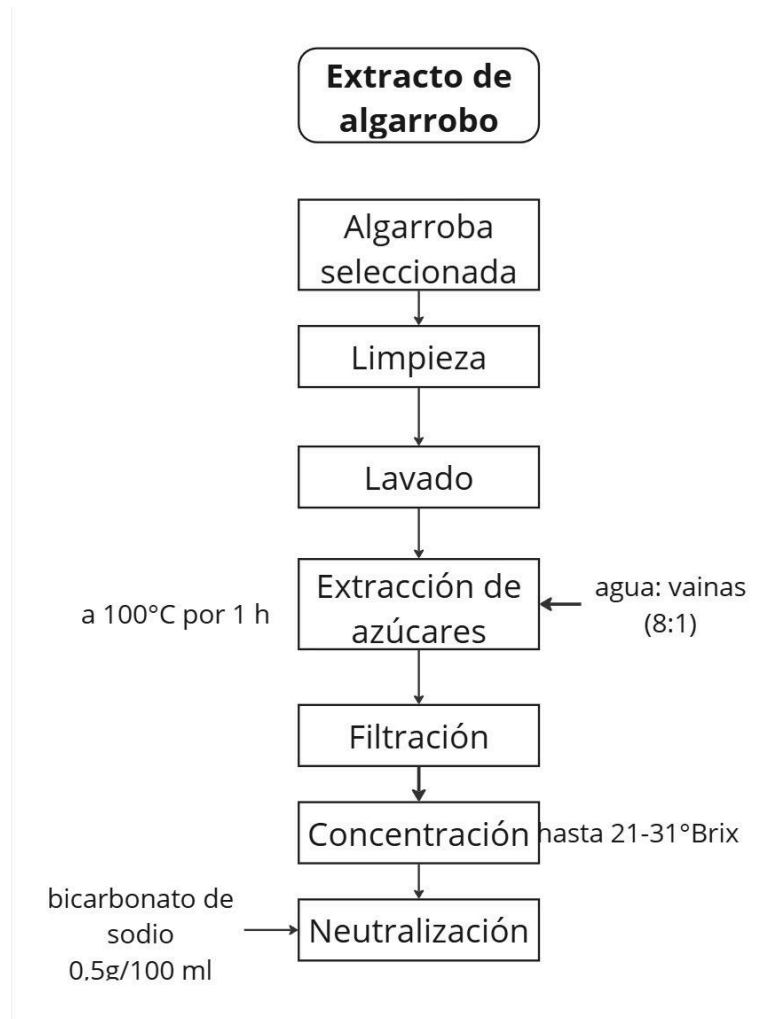 Extracto de
algarrobo
Algarroba
seleccionada
Limpieza
Lavado
Extracción de
azúcares
a 100°C por 1 h
agua: vainas
(8:1)
Filtración
Concentración
hasta 21-31°Brix
bicarbonato de
sodio
0,5g/100 ml
Neutralización